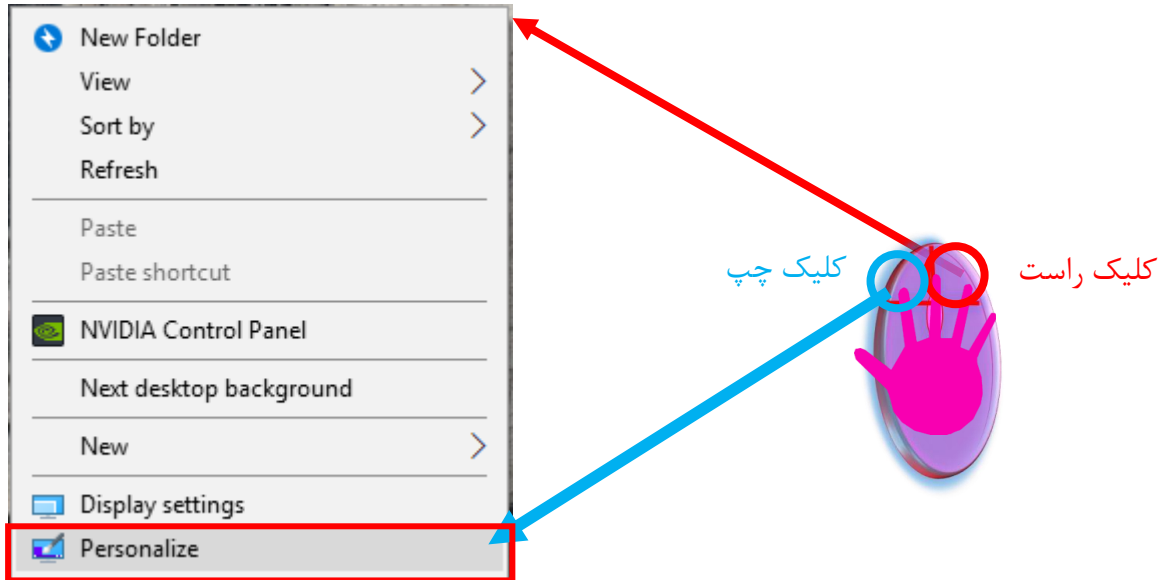 New Folder
View
Sort by
Refresh
Paste
Paste shortcut
NVIDIA Control Panel
Next desktop background
New
Display settings
Personalize
کلیک راست
کلیک چپ